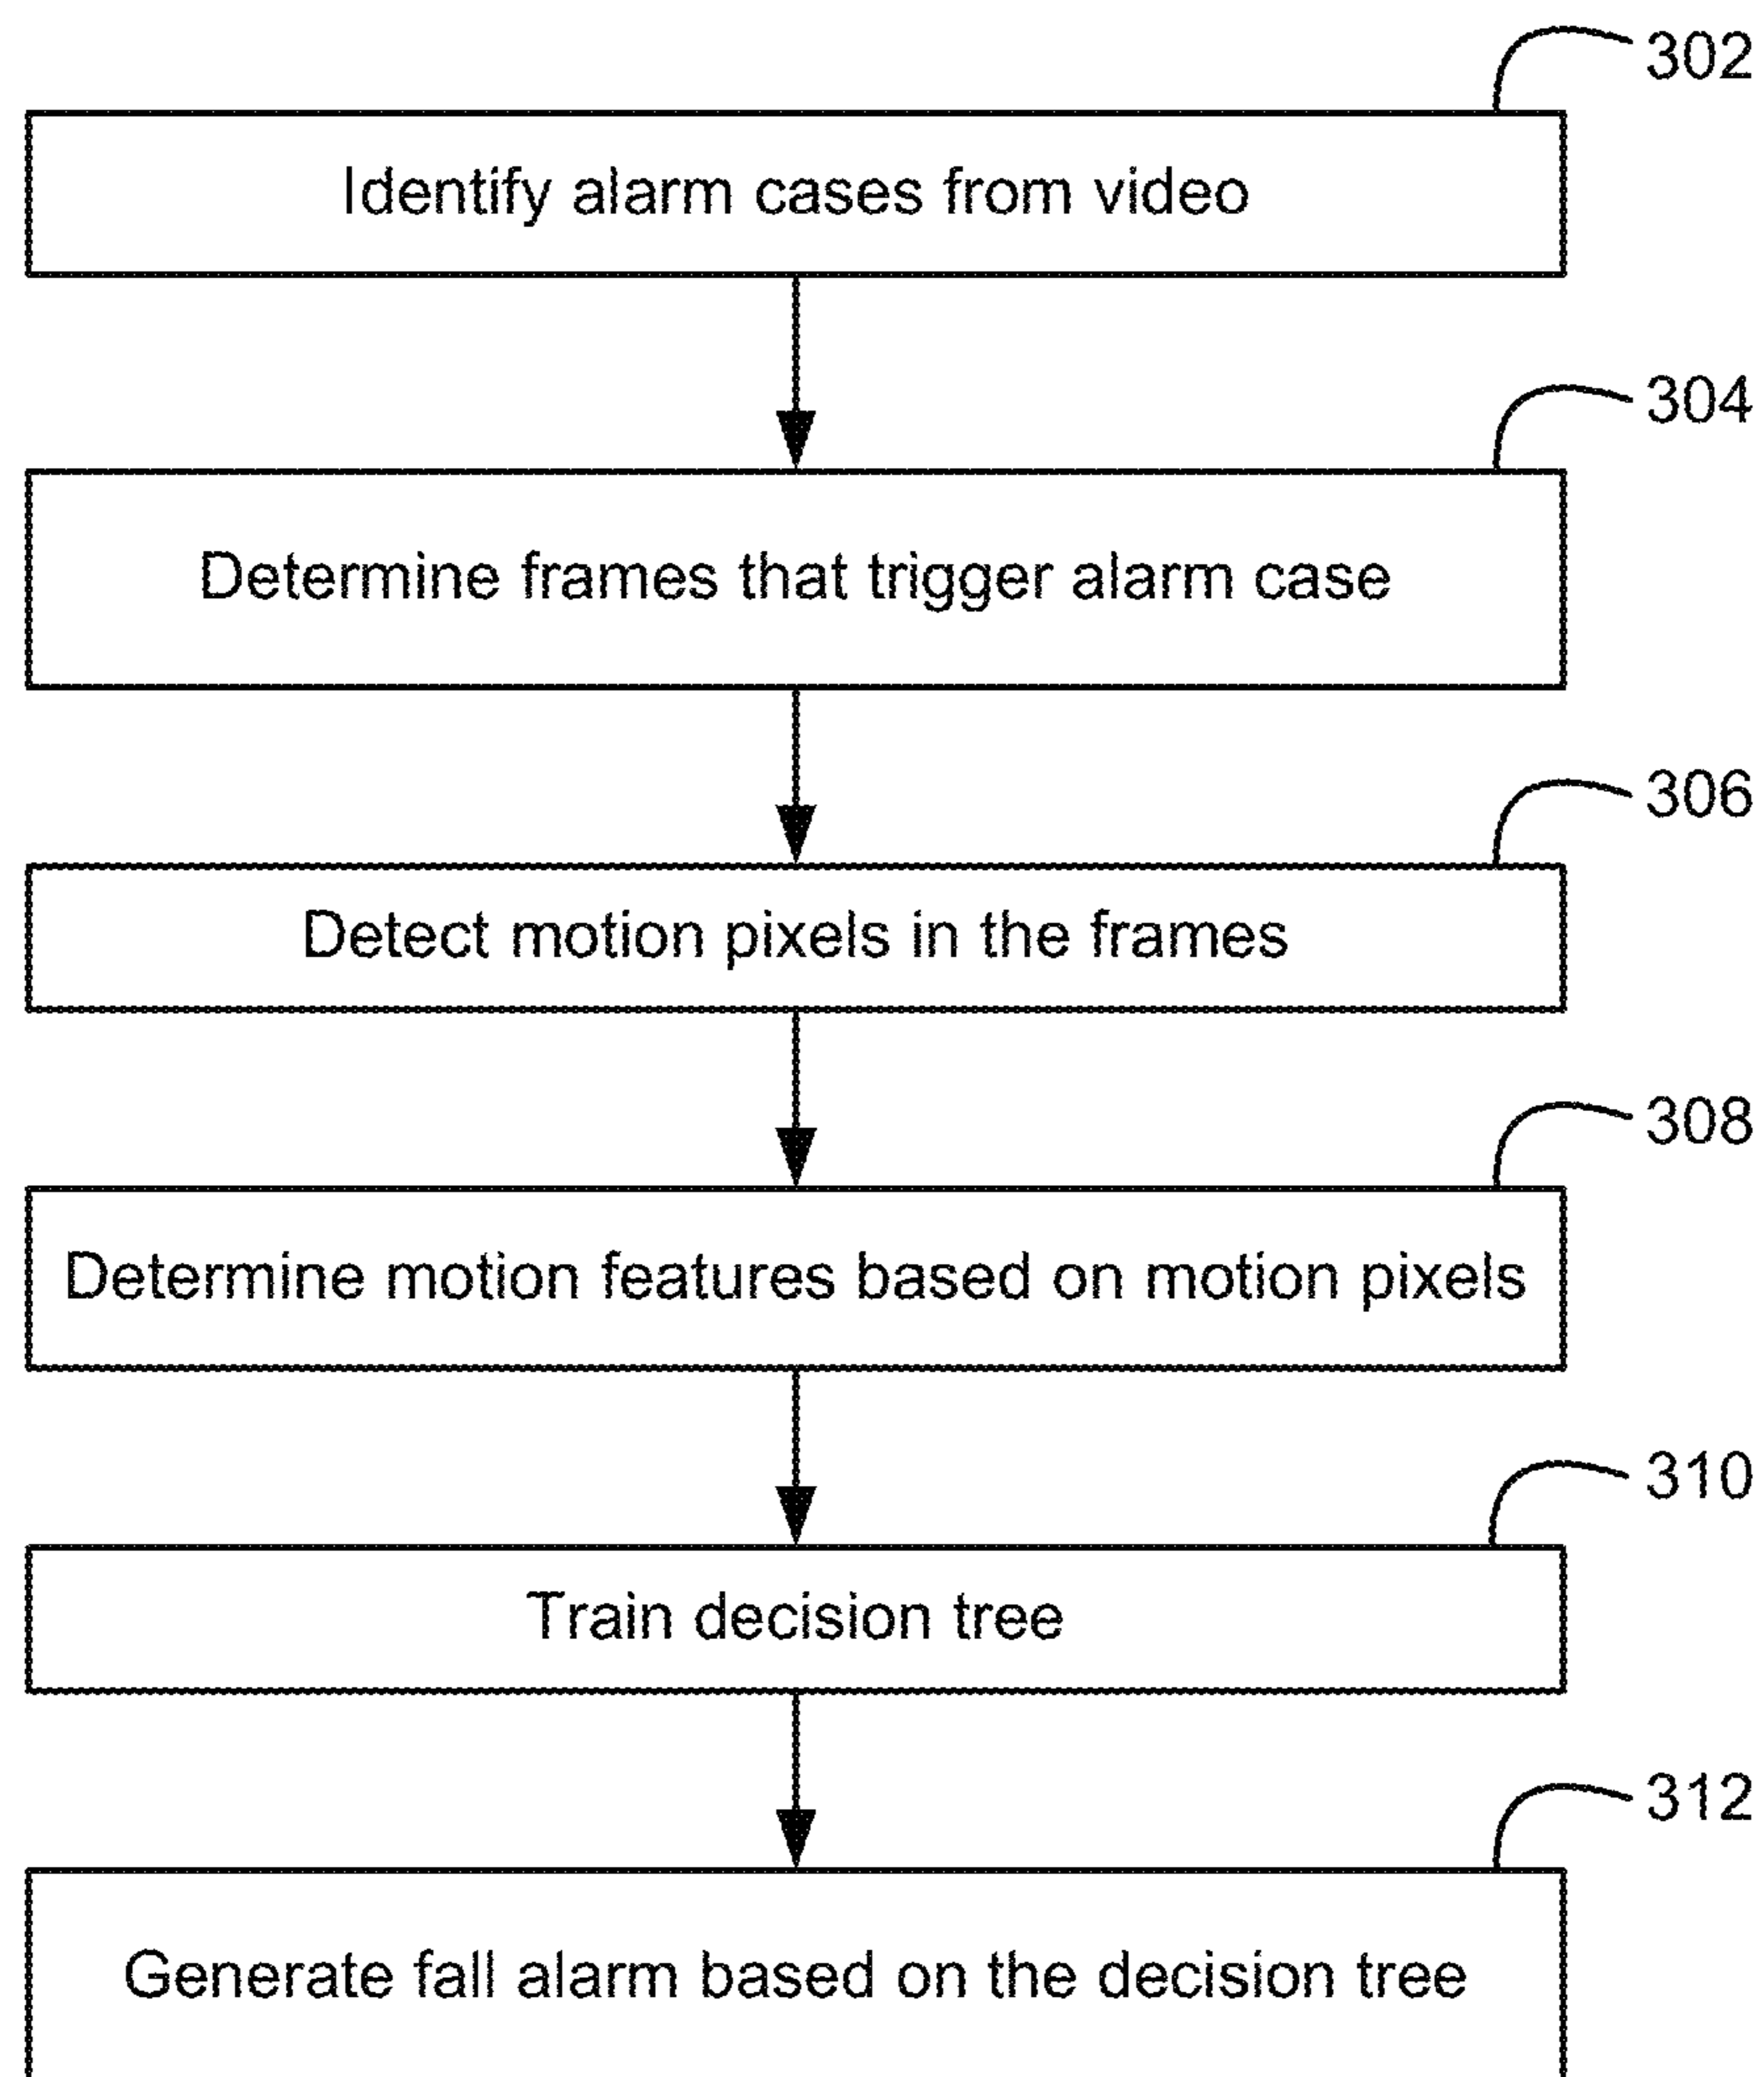 302
Identify alarm cases from video
304
Determine frames that trigger alarm case
306
Detect motion pixels in the frames
308
Determine motion features based on motion pixels
310
Train decision tree
312
Generate fall alarm based on the decision tree